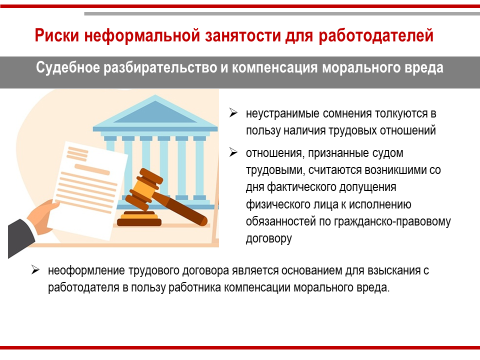 Риски неформальной занятости для работодателей
Судебное разбирательство и компенсация морального вреда
➢ неустранимые сомнения толкуются в
пользу наличия трудовых отношений
➢ отношения, признанные судом
трудовыми, считаются возникшими со
дня фактического допущения
физического лица к исполнению
обязанностей по гражданско-правовому
договору
➢ неоформление трудового договора является основанием для взыскания с
работодателя в пользу работника компенсации морального вреда.